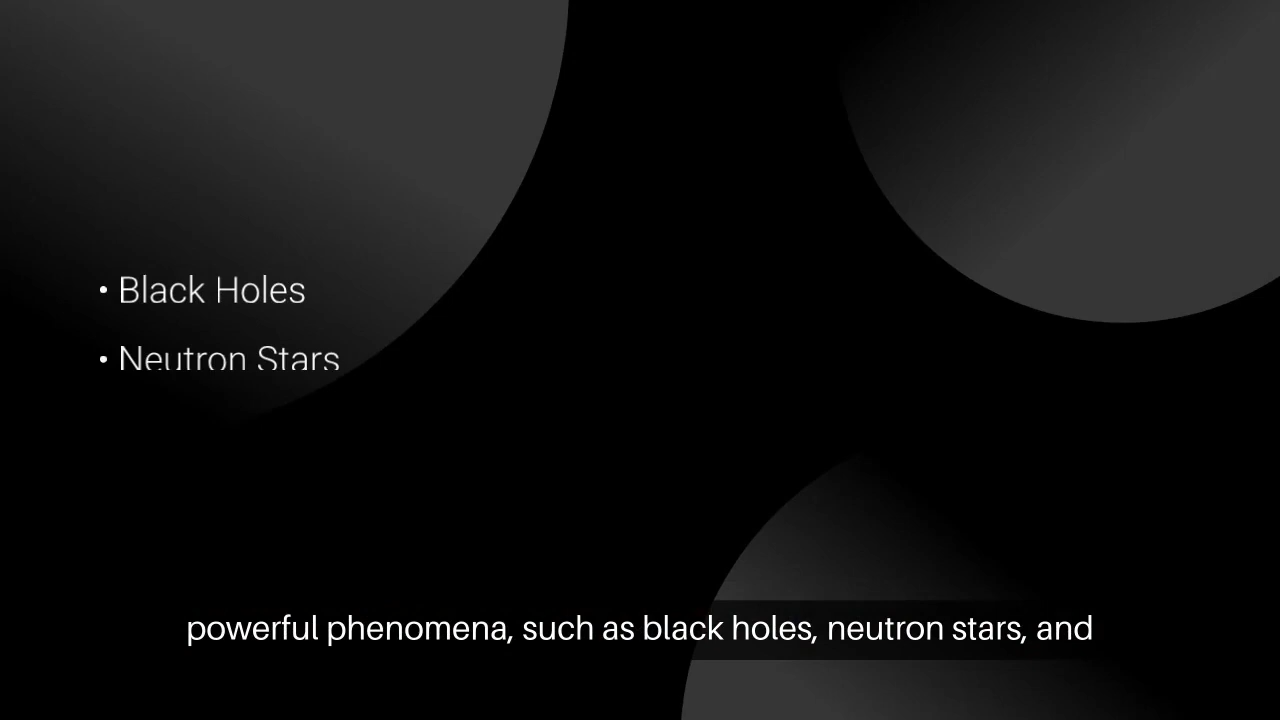 • Black Holes
• Neutron Stars
powerful phenomena, such as black holes, neutron stars, and